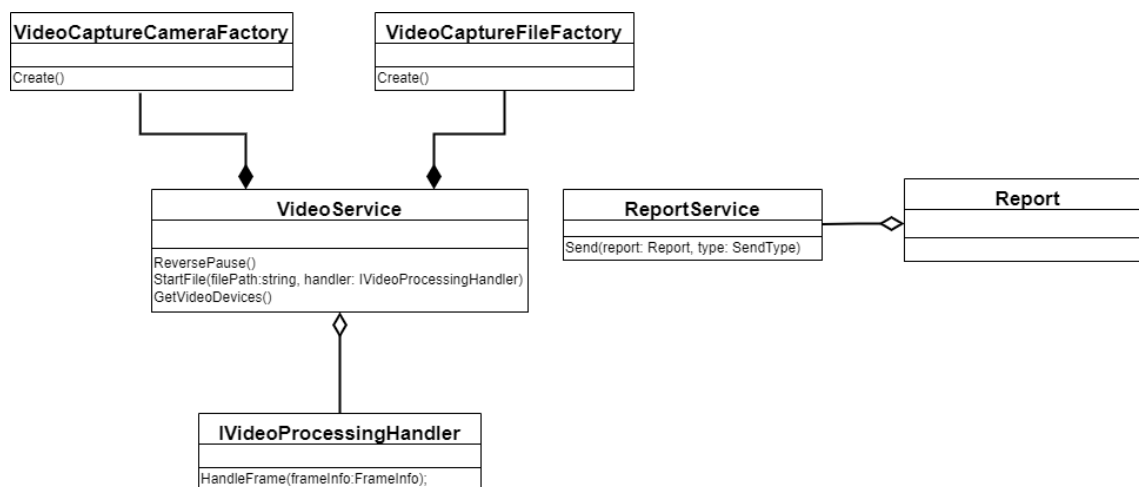 VideoCaptureCameraFactory
Create()
VideoCaptureFileFactory
Create()
VideoService
ReversePause()
StartFile(filePath:string, handler: IVideoProcessingHandler)
GetVideoDevices()
ReportService
Send(report: Report, type: SendType)
Report
IVideoProcessingHandler
HandleFrame(frameInfo:FrameInfo);